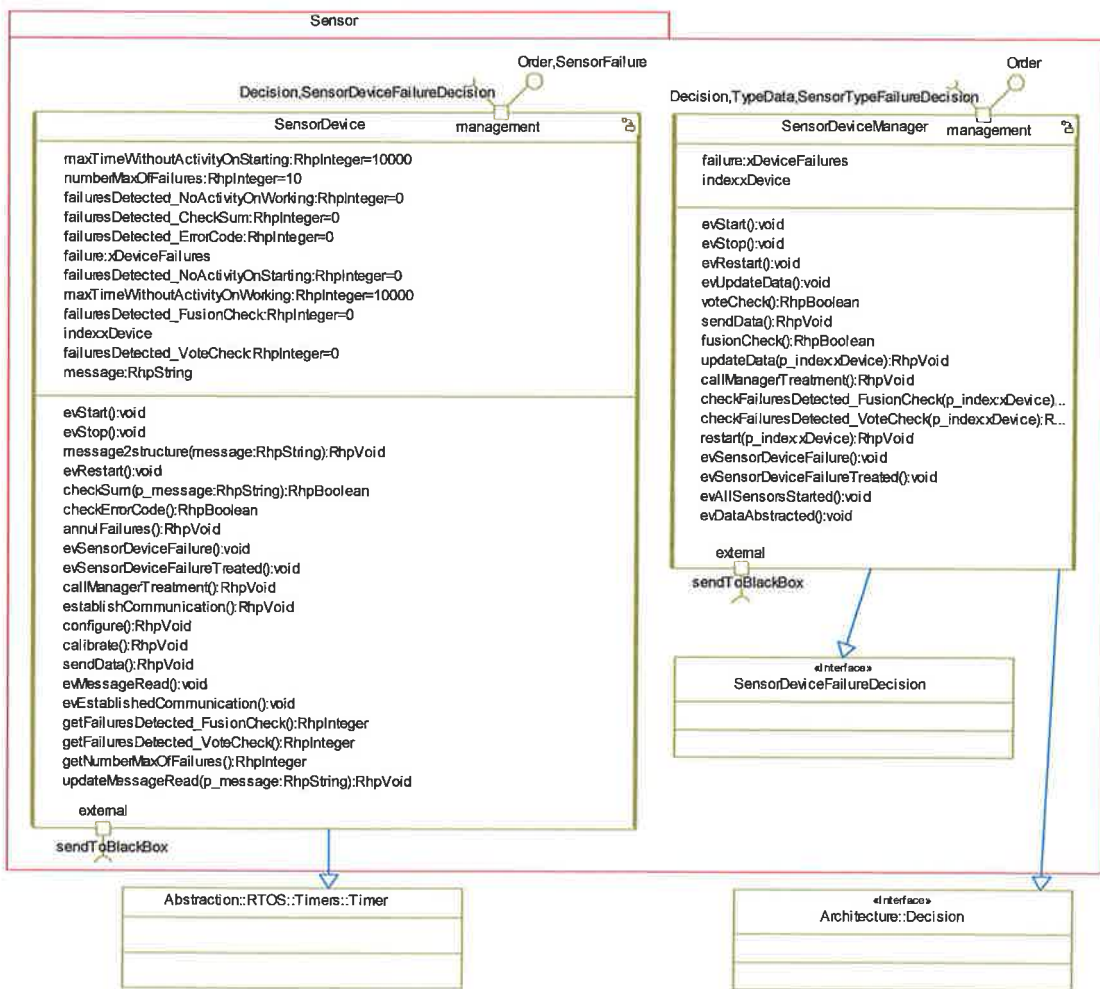 Sensor
Order,SensorFailure
Decision,SensorDeviceFailureDecision
SensorDevice
management
maxTimeWithoutActivityOnStarting:RhpInteger=10000
numberMaxOfFailures:RhpInteger=10
failuresDetected_NoActivityOnWorking:RhpInteger=0
failuresDetected_CheckSum:RhpInteger=0
failuresDetected_ErrorCode:RhpInteger=0
failure:xDeviceFailures
failuresDetected_NoActivityOnStarting:RhpInteger=0
maxTimeWithoutActivityOnWorking:RhpInteger=10000
failuresDetected_FusionCheck:RhpInteger=0
index:xDevice
failuresDetected_VoteCheck:RhpInteger=0
message:RhpString
evStart():void
evStop():void
message2structure(message:RhpString):RhpVoid
evRestart():void
checkSum(p_message:RhpString):RhpBoolean
checkErrorCode():RhpBoolean
annulFailures():RhpVoid
evSensorDeviceFailure():void
evSensorDeviceFailureTreated():void
callManagerTreatment():RhpVoid
establishCommunication():RhpVoid
configure():RhpVoid
calibrate():RhpVoid
sendData():RhpVoid
evMessageRead():void
evEstablishedCommunication():void
getFailuresDetected_FusionCheck():RhpInteger
getFailuresDetected_VoteCheck():RhpInteger
getNumberMaxOfFailures():RhpInteger
updateMessageRead(p_message:RhpString):RhpVoid
external
sendToBlackBox
Order
Decision,TypeData,SensorTypeFailureDecision
SensorDeviceManager
management
failure:xDeviceFailures
index:xDevice
evStart():void
evStop():void
evRestart():void
evUpdateData():void
voteCheck():RhpBoolean
sendData():RhpVoid
fusionCheck():RhpBoolean
updateData(p_index:xDevice):RhpVoid
callManagerTreatment():RhpVoid
checkFailuresDetected_FusionCheck(p_index:xDevice)...
checkFailuresDetected_VoteCheck(p_index:xDevice):R...
restart(p_index:xDevice):RhpVoid
evSensorDeviceFailure():void
evSensorDeviceFailureTreated():void
evAllSensorsStarted():void
evDataAbstracted():void
external
sendToBlackBox
«Interface»
SensorDeviceFailureDecision
Abstraction::RTOS::Timers::Timer
«Interface»
Architecture::Decision